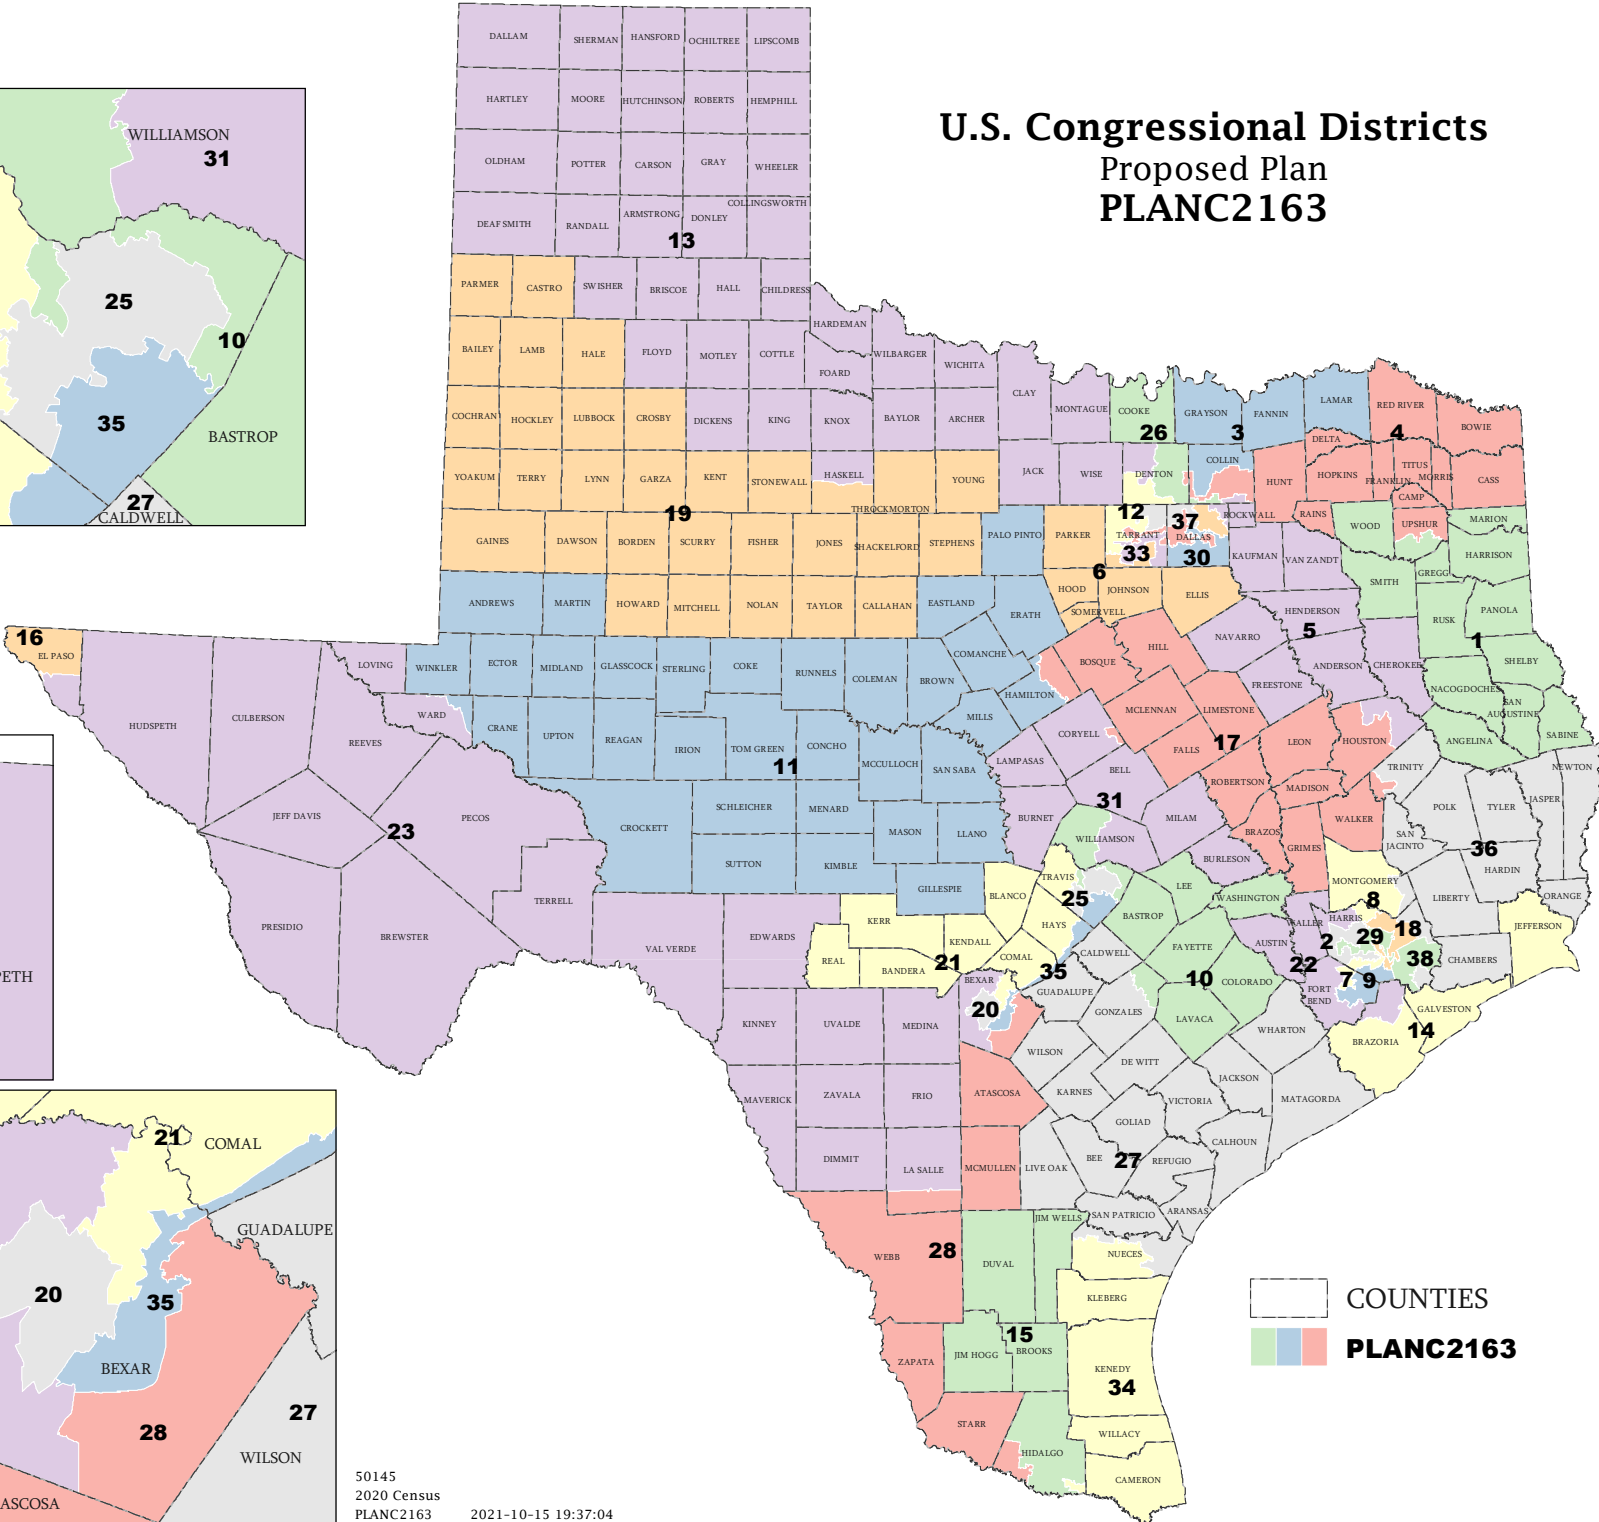 U.S. Congressional Districts
Proposed Plan
PLANC2163
WILLIAMSON
31
25
10
35
BASTROP
27
CALDWELL
DALLAM SHERMAN HANSFORD OCHILTREE LIPSCOMB
HARTLEY MOORE HUTCHINSON ROBERTS HEMPHILL
OLDHAM POTTER CARSON GRAY WHEELER
COLLINGSWORTH
DEAF SMITH RANDALL ARMSTRONG DONLEY
13
PARMER CASTRO SWISHER BRISCOE HALL CHILDRESS
HARDEMAN
BAILEY LAMB HALE FLOYD MOTLEY COTTLE FOARD WILBARGER WICHITA
CLAY MONTAGUE COOKE GRAYSON FANNIN LAMAR RED RIVER BOWIE
26 3 4
COCHRAN HOCKLEY LUBBOCK CROSBY DICKENS KING KNOX BAYLOR ARCHER
DELTA
YOAKUM TERRY LYNN GARZA KENT STONEWALL HASKELL YOUNG JACK WISE DENTON COLLIN HUNT HOPKINS FRANKLIN TITUS MORRIS CASS
CAMP
THROCKMORTON
19 12 37
ROCKWALL RAINS WOOD UPSHUR MARION
GAINES DAWSON BORDEN SCURRY FISHER JONES SHACKELFORD STEPHENS PALO PINTO PARKER TARRANT DALLAS
33 30
KAUFMAN VAN ZANDT HARRISON
GREGG
6
SMITH
ANDREWS MARTIN HOWARD MITCHELL NOLAN TAYLOR CALLAHAN EASTLAND ERATH HOOD JOHNSON ELLIS
SOMERVELL
HENDERSON
5
RUSK PANOLA
16
EL PASO
LOVING WINKLER ECTOR MIDLAND GLASSCOCK STERLING COKE RUNNELS COLEMAN BROWN COMANCHE BOSQUE HILL NAVARRO ANDERSON CHEROKEE
1
SHELBY
FREESTONE
HAMILTON
NACOGDOCHES
SAN
AUGUSTINE
HUDSPETH CULBERSON REEVES WARD CRANE UPTON REAGAN IRION TOM GREEN CONCHO MILLS CORYELL MCLENNAN LIMESTONE
SABINE
FALLS 17 LEON HOUSTON ANGELINA
MCCULLOCH SAN SABA LAMPASAS BELL
11
TRINITY NEWTON
ROBERTSON MADISON
JEFF DAVIS 23 PECOS
CROCKETT SCHLEICHER MENARD MASON LLANO BURNET 31 MILAM
POLK TYLER JASPER
BRAZOS WALKER
WILLIAMSON
SAN
JACINTO
36
SUTTON KIMBLE
BURLESON GRIMES
HARDIN
TRAVIS LEE
MONTGOMERY
8
GILLESPIE BLANCO 25 WASHINGTON LIBERTY ORANGE
TERRELL
KERR HAYS BASTROP
WALLER HARRIS 18
PRESIDIO BREWSTER
VAL VERDE EDWARDS REAL BANDERA KENDALL 21 COMAL CALDWELL FAYETTE AUSTIN 2 29
JEFFERSON
CHAMBERS
35 10 COLORADO 22 7 9 38
FORT
BEND
BEXAR
20
GUADALUPE GONZALES LAVACA
GALVESTON
14
KINNEY UVALDE MEDINA WHARTON BRAZORIA
WILSON DE WITT
JACKSON
MAVERICK ZAVALA FRIO ATASCOSA KARNES VICTORIA MATAGORDA
GOLIAD
DIMMIT LA SALLE MCMULLEN LIVE OAK BEE 27 REFUGIO CALHOUN
ARANSAS
SAN PATRICIO
JIM WELLS
WEBB 28 DUVAL NUECES
KLEBERG
15
ZAPATA JIM HOGG BROOKS KENEDY
34
STARR WILLACY
HIDALGO
CAMERON
PETH
21
COMAL
GUADALUPE
20
35
BEXAR
28
27
WILSON
ASCOSA
COUNTIES
PLANC2163
50145
2020 Census
PLANC2163 2021-10-15 19:37:04